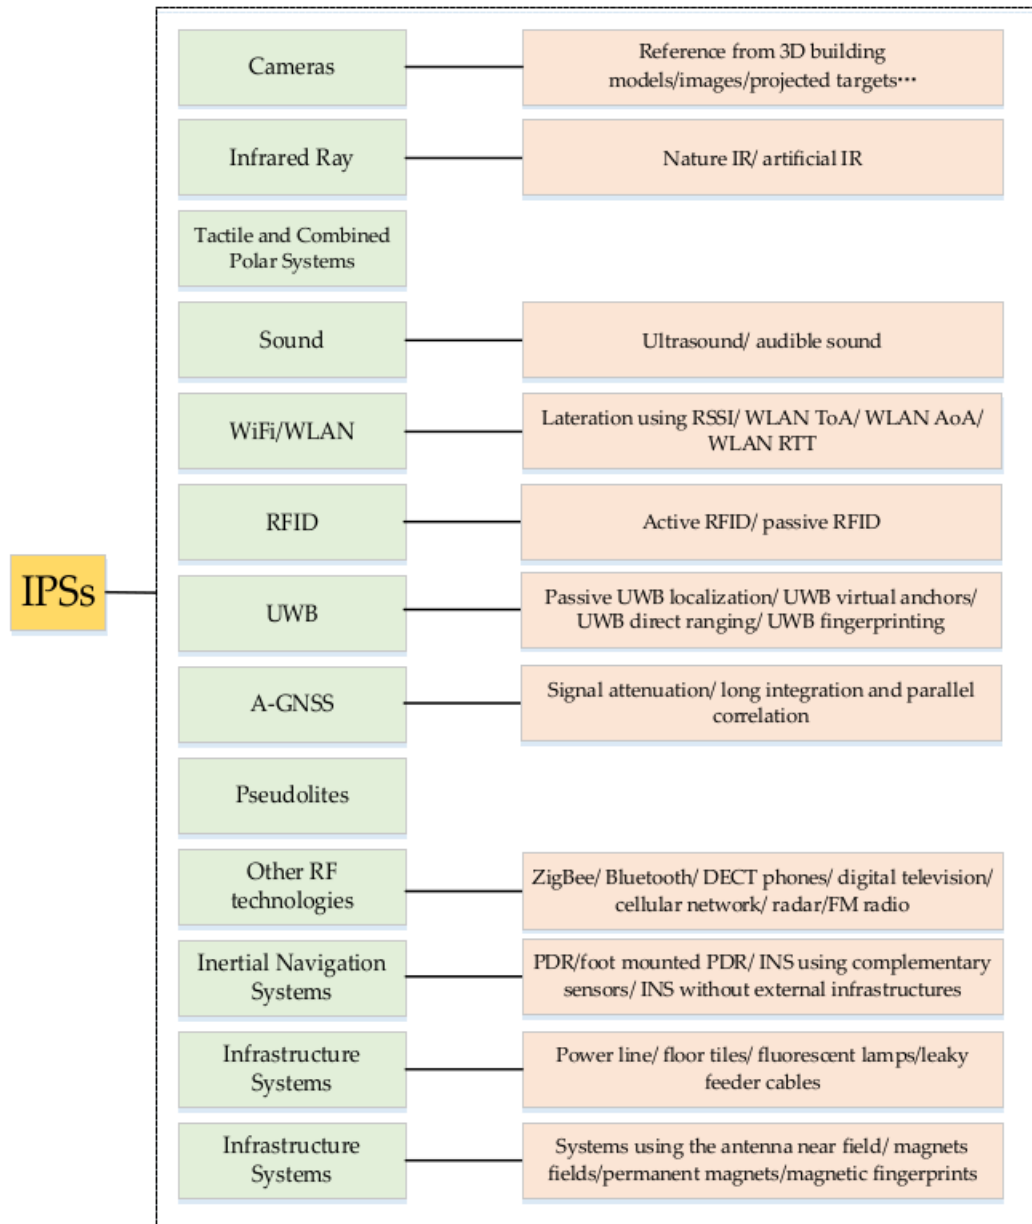 Cameras
Reference from 3D building
models/images/projected targets···
Infrared Ray
Nature IR/ artificial IR
Tactile and Combined
Polar Systems
Sound
Ultrasound/ audible sound
WiFi/WLAN
Lateration using RSSI/ WLAN ToA/ WLAN AoA/
WLAN RTT
RFID
Active RFID/ passive RFID
IPSs
UWB
Passive UWB localization/ UWB virtual anchors/
UWB direct ranging/ UWB fingerprinting
A-GNSS
Signal attenuation/ long integration and parallel
correlation
Pseudolites
Other RF
technologies
ZigBee/ Bluetooth/ DECT phones/ digital television/
cellular network/ radar/FM radio
Inertial Navigation
Systems
PDR/foot mounted PDR/ INS using complementary
sensors/ INS without external infrastructures
Infrastructure
Systems
Power line/ floor tiles/ fluorescent lamps/leaky
feeder cables
Infrastructure
Systems
Systems using the antenna near field/ magnets
fields/permanent magnets/magnetic fingerprints